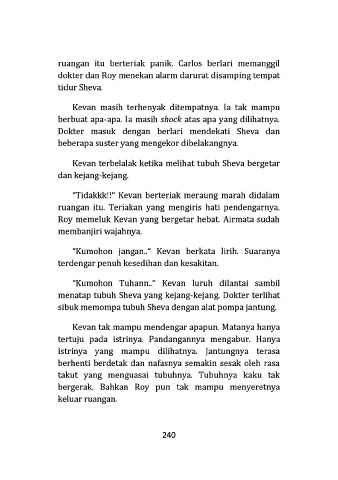 ruangan itu berteriak panik. Carlos berlari memanggil
dokter dan Roy menekan alarm darurat disamping tempat
tidur Sheva.
Kevan masih terhenyak ditempatnya. Ia tak mampu
berbuat apa-apa. Ia masih shock atas apa yang dilihatnya.
Dokter masuk dengan berlari mendekati Sheva dan
beberapa suster yang mengekor dibelakangnya.
Kevan terbelalak ketika melihat tubuh Sheva bergetar
dan kejang-kejang.
"Tidakkk!!" Kevan berteriak meraung marah didalam
ruangan itu. Teriakan yang mengiris hati pendengarnya.
Roy memeluk Kevan yang bergetar hebat. Airmata sudah
membanjiri wajahnya.
"Kumohon jangan.." Kevan berkata lirih. Suaranya
terdengar penuh kesedihan dan kesakitan.
"Kumohon Tuhann.." Kevan luruh dilantai sambil
menatap tubuh Sheva yang kejang-kejang. Dokter terlihat
sibuk memompa tubuh Sheva dengan alat pompa jantung.
Kevan tak mampu mendengar apapun. Matanya hanya
tertuju pada istrinya. Pandangannya mengabur. Hanya
istrinya yang mampu dilihatnya. Jantungnya terasa
berhenti berdetak dan nafasnya semakin sesak oleh rasa
takut yang menguasai tubuhnya. Tubuhnya kaku tak
bergerak. Bahkan Roy pun tak mampu menyeretnya
keluar ruangan.
240